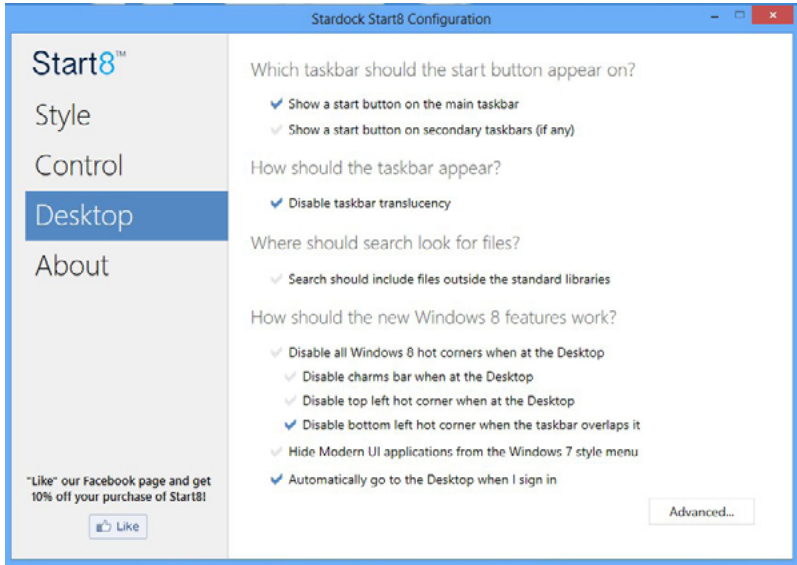 Stardock Start8 Configuration
Start8™
Style
Control
Desktop
About
"Like" our Facebook page and get
10% off your purchase of Start8!
Like
Which taskbar should the start button appear on?
Show a start button on the main taskbar
Show a start button on secondary taskbars (if any)
How should the taskbar appear?
Disable taskbar translucency
Where should search look for files?
Search should include files outside the standard libraries
How should the new Windows 8 features work?
Disable all Windows 8 hot corners when at the Desktop
Disable charms bar when at the Desktop
Disable top left hot corner when at the Desktop
Disable bottom left hot corner when the taskbar overlaps it
Hide Modern UI applications from the Windows 7 style menu
Automatically go to the Desktop when I sign in
Advanced...